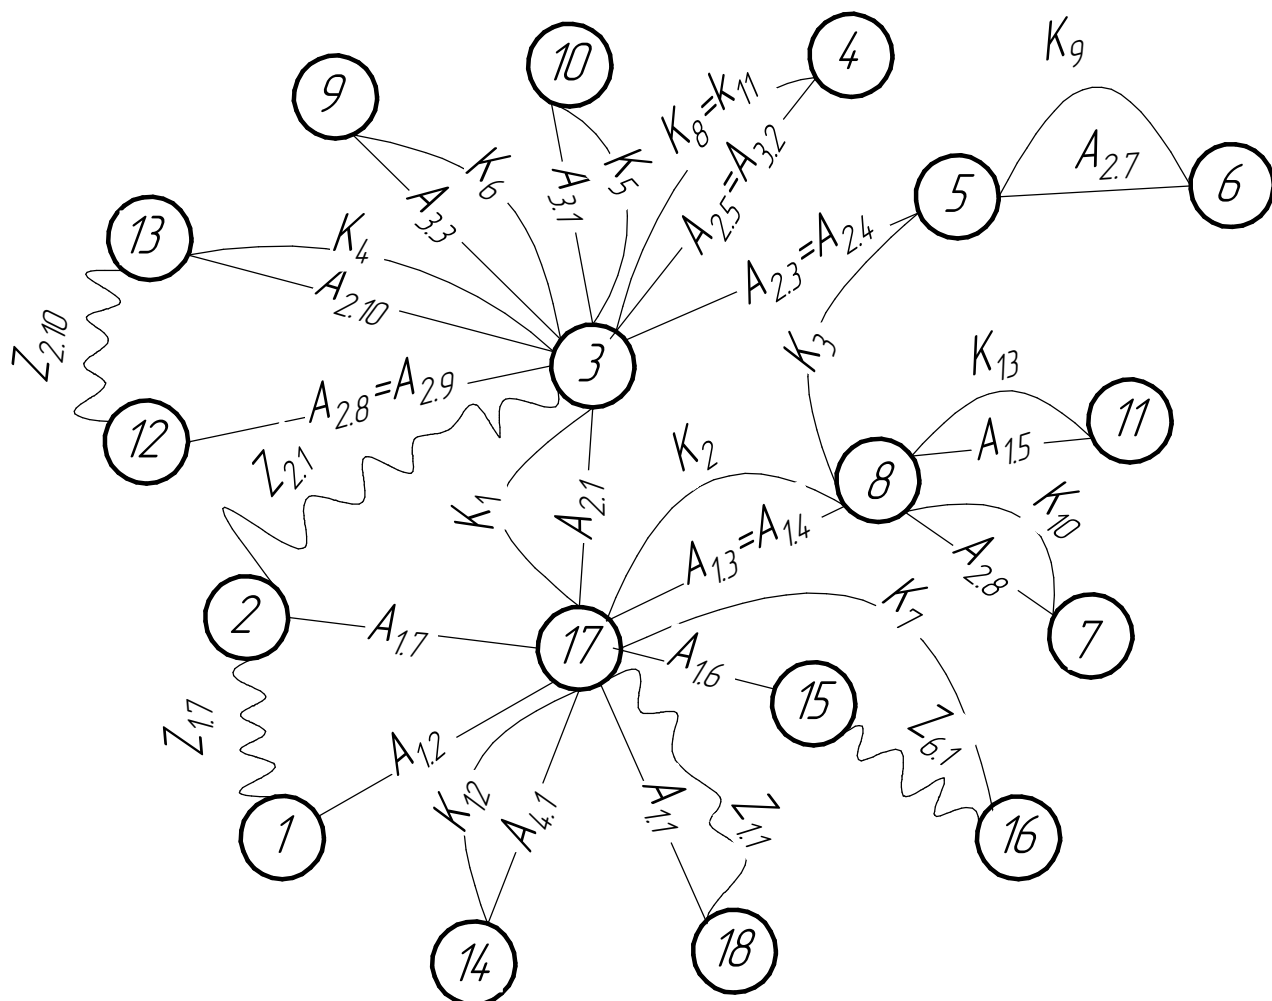 4
K9
10
9
K8=K11
A2.5=A3.2
A2.7
6
5
K6
K5
A3.1
A3.3
13
K4
A2.3=A2.4
A2.10
Z2.10
K3
K13
3
A2.8=A2.9
11
12
A1.5
K2
Z2.1
8
K1
A2.1
K10
A1.3=A1.4
A2.8
K7
2
A1.7
17
7
A1.6
15
Z1.7
Z6.1
A1.2
K12
A4.1
A1.1
Z1.1
1
16
14
18